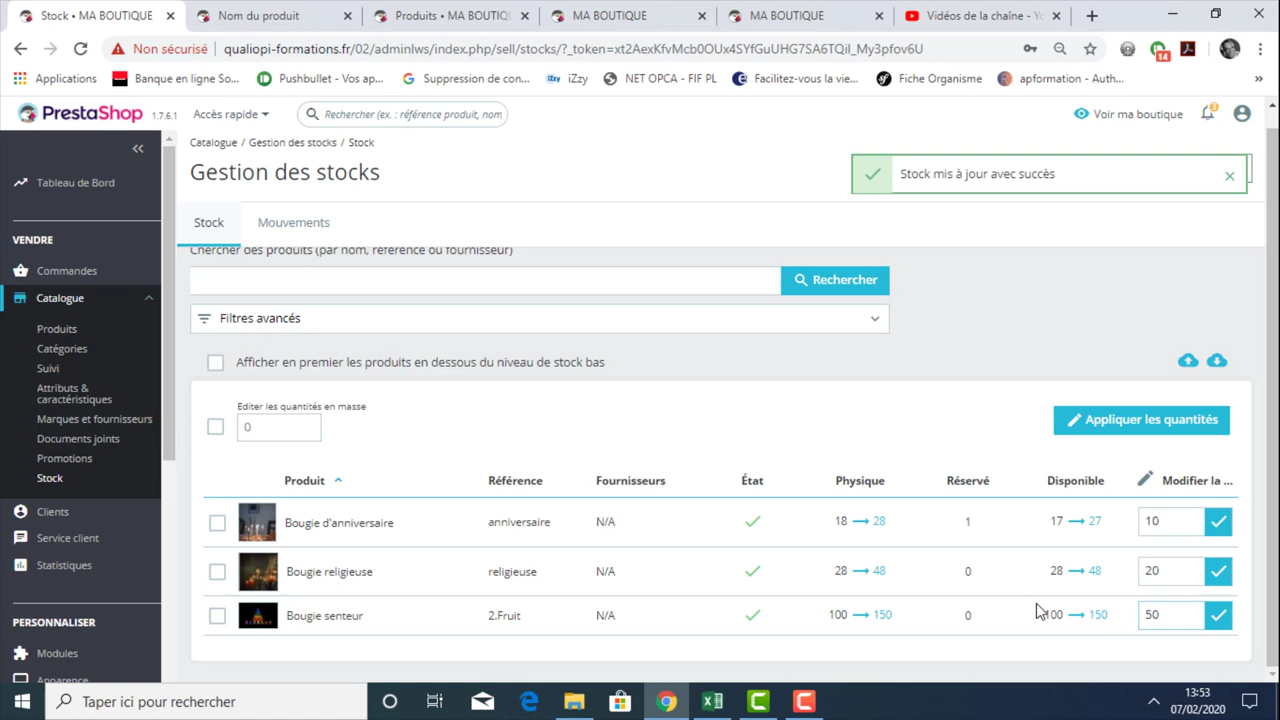 Stock • MA BOUTIQUE
Nom du produit
Produits • MA BOUTIQU
MA BOUTIQUE
MA BOUTIQUE
Vidéos de la chaîne - Yo
Non sécurisé
qualiopi-formations.fr/02/adminlws/index.php/sell/stocks/?_token=xt2AexKfvMcb0OUx4SYfGuUHG7SA6TQil_My3pfov6U
14
Applications
Banque en ligne So...
Pushbullet - Vos ap...
Suppression de con...
iZzy
NET OPCA - FIF PL
Facilitez-vous la vie...
Fiche Organisme
apformation - Auth...
»
PrestaShop
1.7.6.1
Accès rapide
Rechercher (ex. : référence produit, nom
Voir ma boutique
3
Catalogue / Gestion des stocks / Stock
Gestion des stocks
Stock mis à jour avec succès
Stock
Mouvements
Tableau de Bord
VENDRE
Commandes
Catalogue
Produits
Catégories
Suivi
Attributs &
caractéristiques
Marques et fournisseurs
Documents joints
Promotions
Stock
Clients
Service client
Statistiques
PERSONNALISER
Modules
Apparence
Chercher des produits (par nom, référence ou fournisseur)
Rechercher
Filtres avancés
Afficher en premier les produits en dessous du niveau de stock bas
Editer les quantités en masse
0
Appliquer les quantités
Produit
Référence
Fournisseurs
État
Physique
Réservé
Disponible
Modifier la ...
Bougie d'anniversaire
anniversaire
N/A
18 → 28
1
17 → 27
10
Bougie religieuse
religieuse
N/A
28 → 48
0
28 → 48
20
Bougie senteur
2.Fruit
N/A
100 → 150
0
100 → 150
50
Taper ici pour rechercher
13:53
07/02/2020